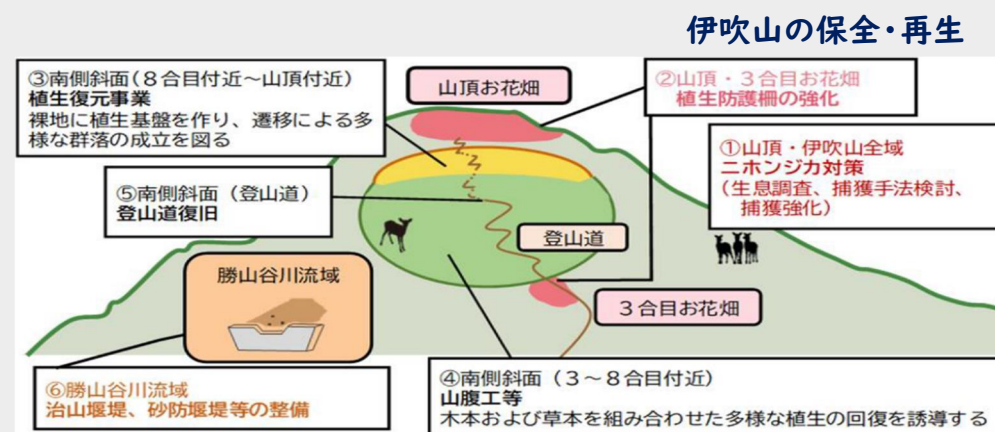 伊吹山の保全・再生
③南側斜面(8合目付近~山頂付近)
植生復元事業
裸地に植生基盤を作り、遷移による多
様な群落の成立を図る
山頂お花畑
②山頂・3合目お花畑
植生防護柵の強化
①山頂・伊吹山全域
ニホンジカ対策
(生息調査、捕獲手法検討、
捕獲強化)
⑤南側斜面(登山道)
登山道復旧
登山道
勝山谷川流域
3合目お花畑
⑥勝山谷川流域
治山堰堤、砂防堰堤等の整備
④南側斜面(3~8合目付近)
山腹工等
木本および草本を組み合わせた多様な植生の回復を誘導する